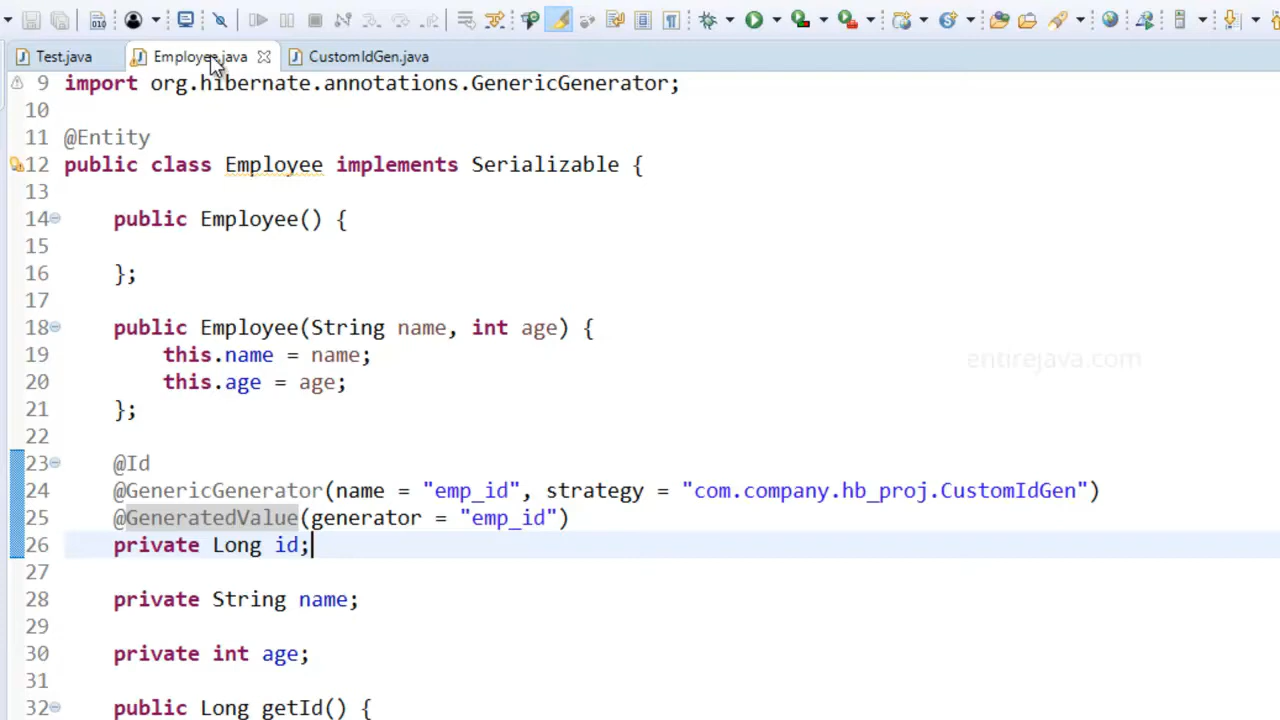 Test.java Employee.java CustomIdGen.java
9 import org.hibernate.annotations.GenericGenerator;
10
11 @Entity
12 public class Employee implements Serializable {
13
14 public Employee() {
15
16 };
17
18 public Employee(String name, int age) {
19 this.name = name;
20 this.age = age;
21 };
22
23 @Id
24 @GenericGenerator(name = "emp_id", strategy = "com.company.hb_proj.CustomIdGen")
25 @GeneratedValue(generator = "emp_id")
26 private Long id;
27
28 private String name;
29
30 private int age;
31
32 public Long getId() {
entirejava.com